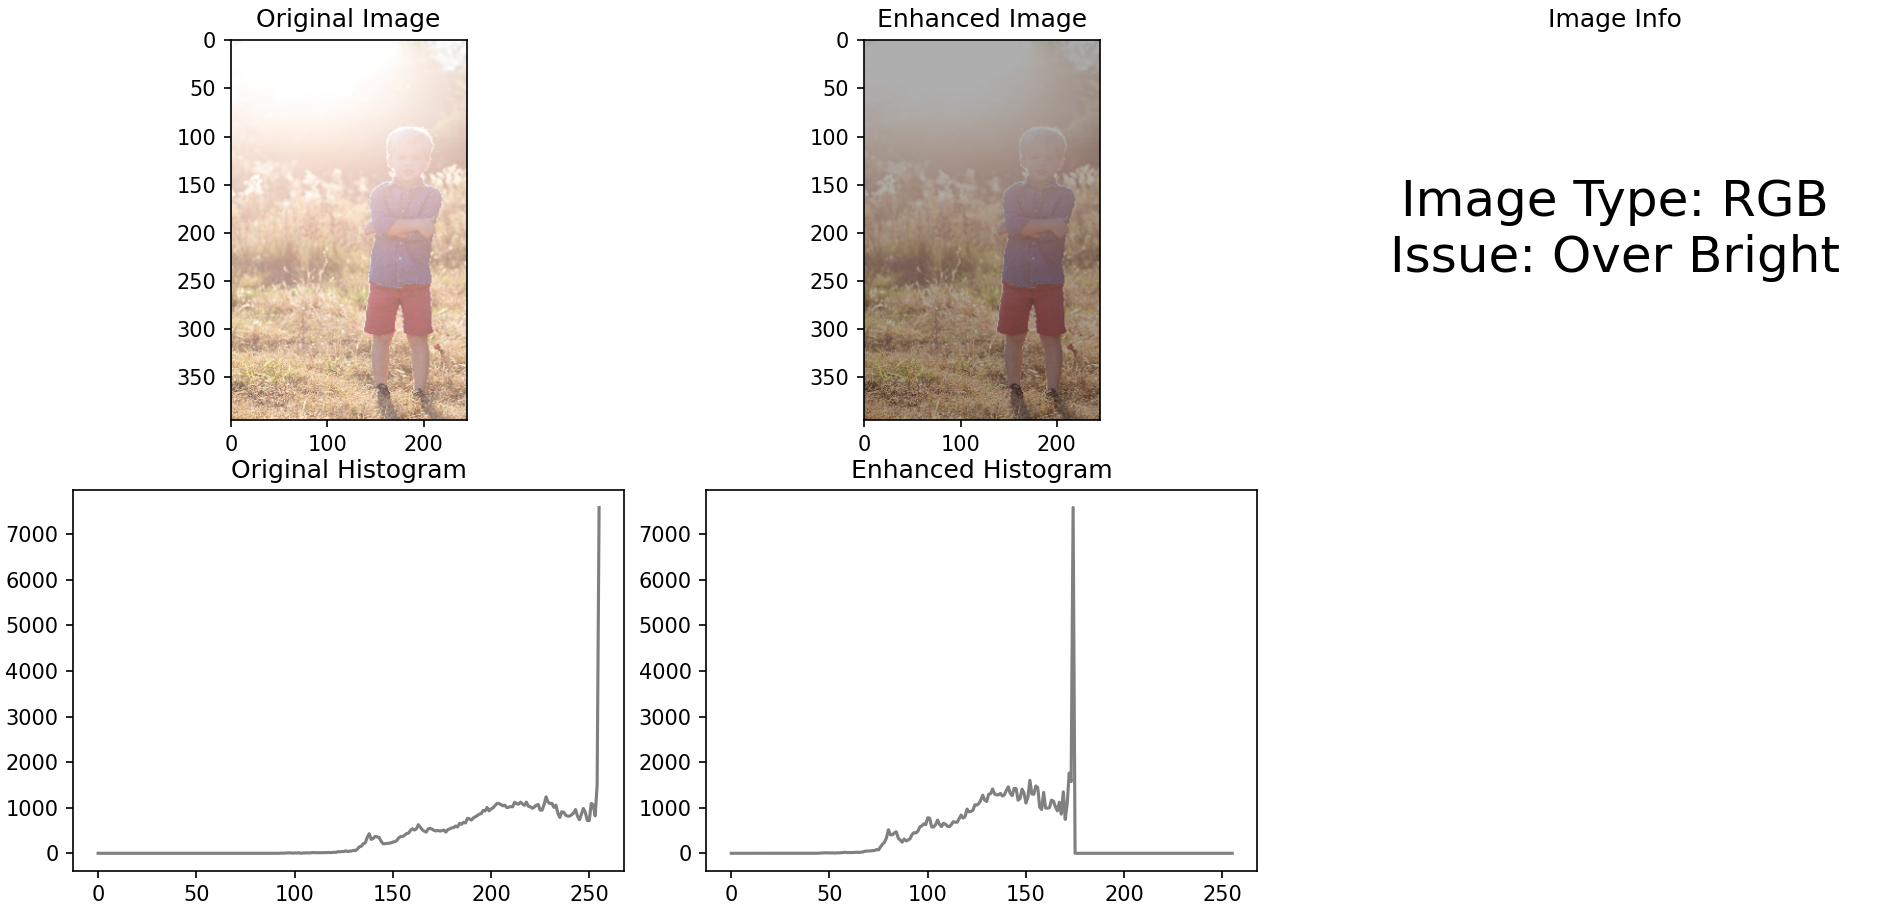 Original Image
0
50
100
150
200
250
300
350
0 100 200
Enhanced Image
0
50
100
150
200
250
300
350
0 100 200
Image Info
Image Type: RGB
Issue: Over Bright
Original Histogram
7000
6000
5000
4000
3000
2000
1000
0
0 50 100 150 200 250
Enhanced Histogram
7000
6000
5000
4000
3000
2000
1000
0
0 50 100 150 200 250